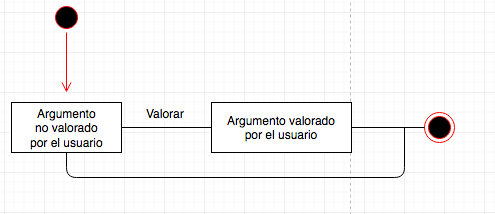 Argumento
no valorado
por el usuario
Valorar
Argumento valorado
por el usuario